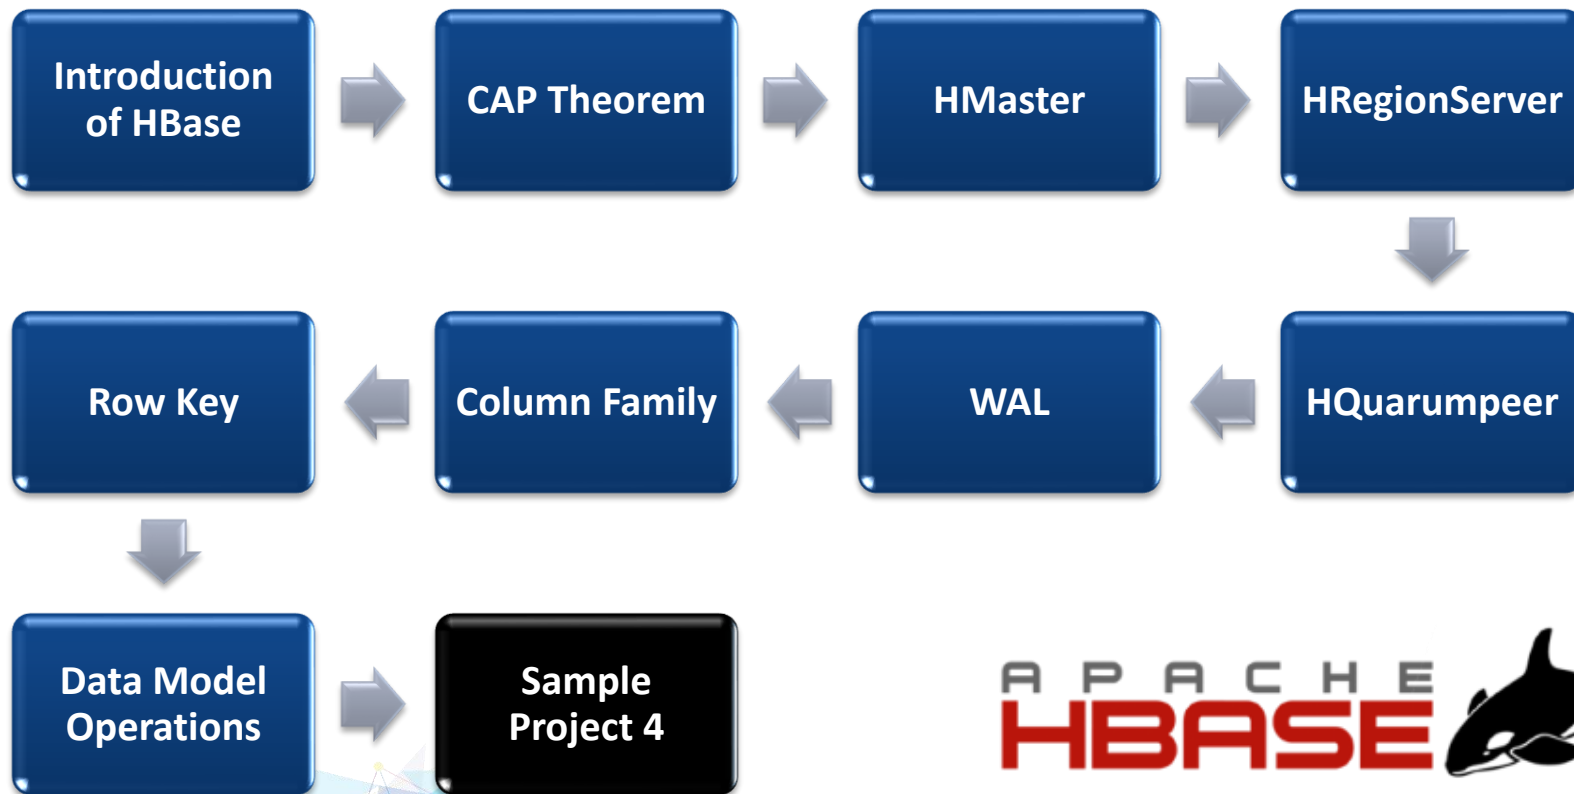 Introduction
of HBase
CAP Theorem
HMaster
HRegionServer
HQuarumpeer
WAL
Column Family
Row Key
Data Model
Operations
Sample
Project 4
APACHE
HBASE